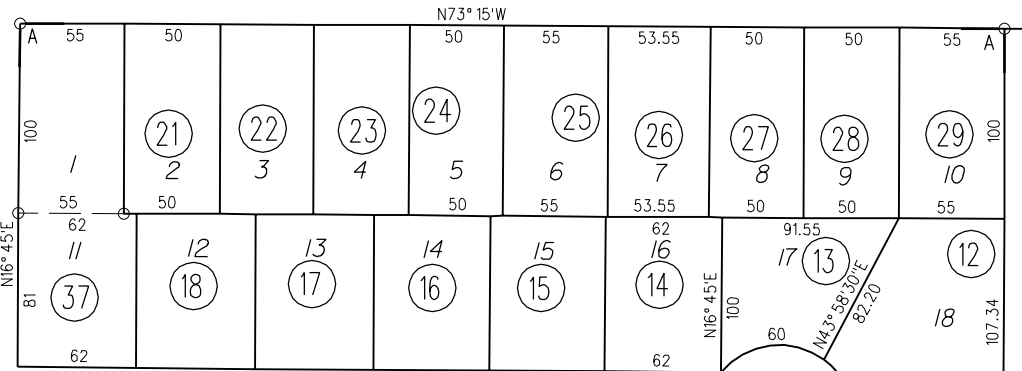 N73° 15'W
A 55 50 50 55 53.55 50 50 55 A
21 22 23 24 25 26 27 28 29
100 100
1 2 3 4 5 6 7 8 9 10
55 50 50 55 53.55 50 50 55
62 62 91.55
N16° 45'E
11 12 13 14 15 16 17
37 18 17 16 15 14 13 12
81
N16° 45'E
100
N43° 58'30"E
82.20
18
107.34
60
62 62